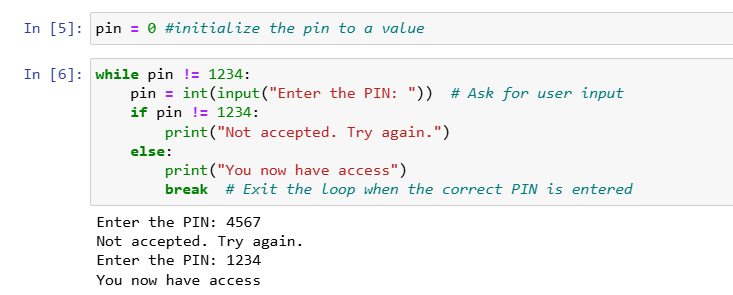 In [5]: pin = 0 #initialize the pin to a value
In [6]: while pin != 1234:
    pin = int(input("Enter the PIN: "))  # Ask for user input
    if pin != 1234:
        print("Not accepted. Try again.")
    else:
        print("You now have access")
        break  # Exit the loop when the correct PIN is entered
Enter the PIN: 4567
Not accepted. Try again.
Enter the PIN: 1234
You now have access